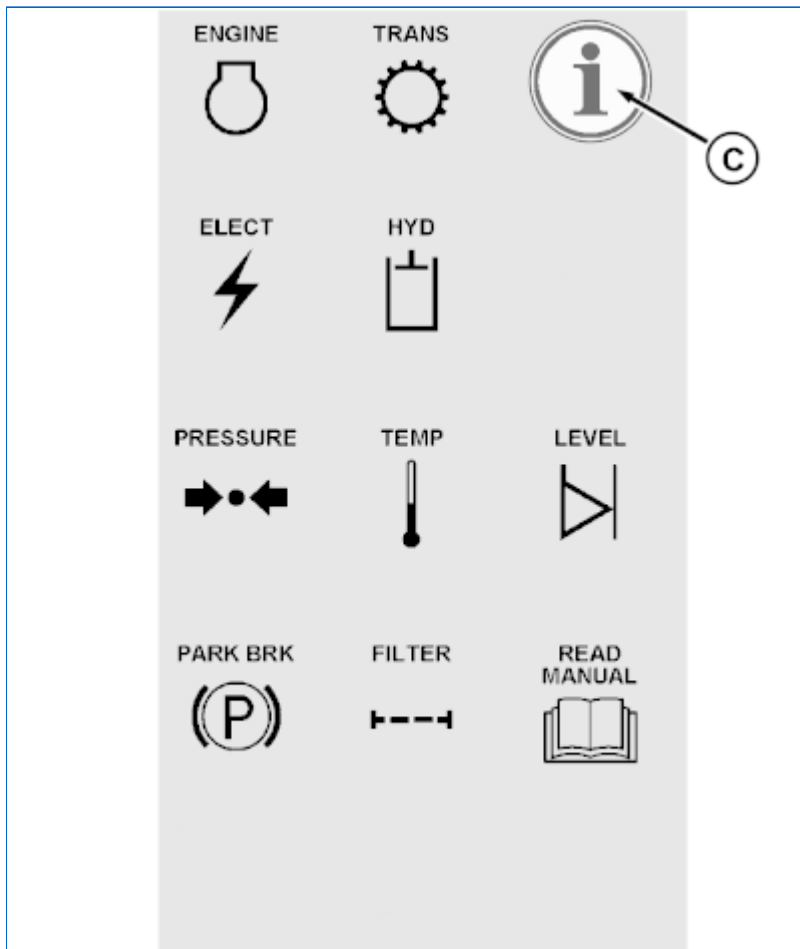 ENGINE TRANS
i
C
ELECT HYD
PRESSURE TEMP LEVEL
PARK BRK FILTER READ
MANUAL
P